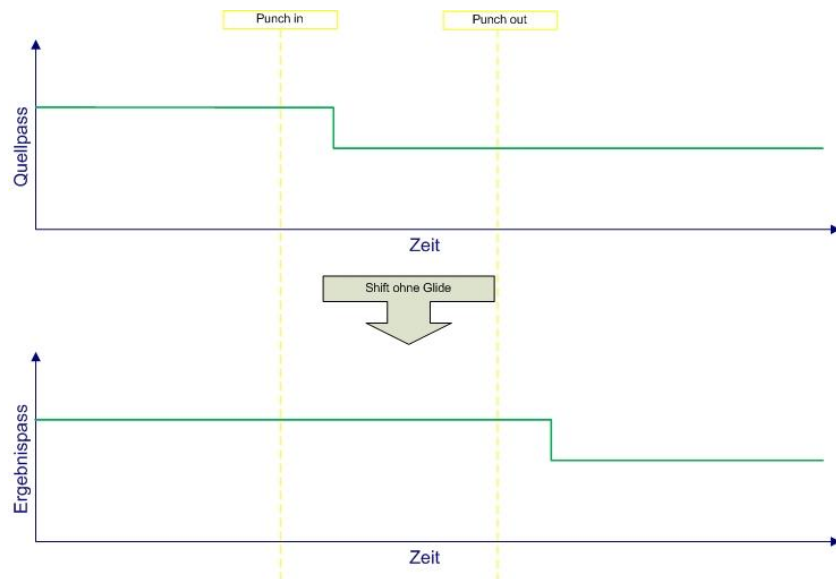 Punch in
Punch out
Quellpass
Zeit
Shift ohne Glide
Ergebnispass
Zeit